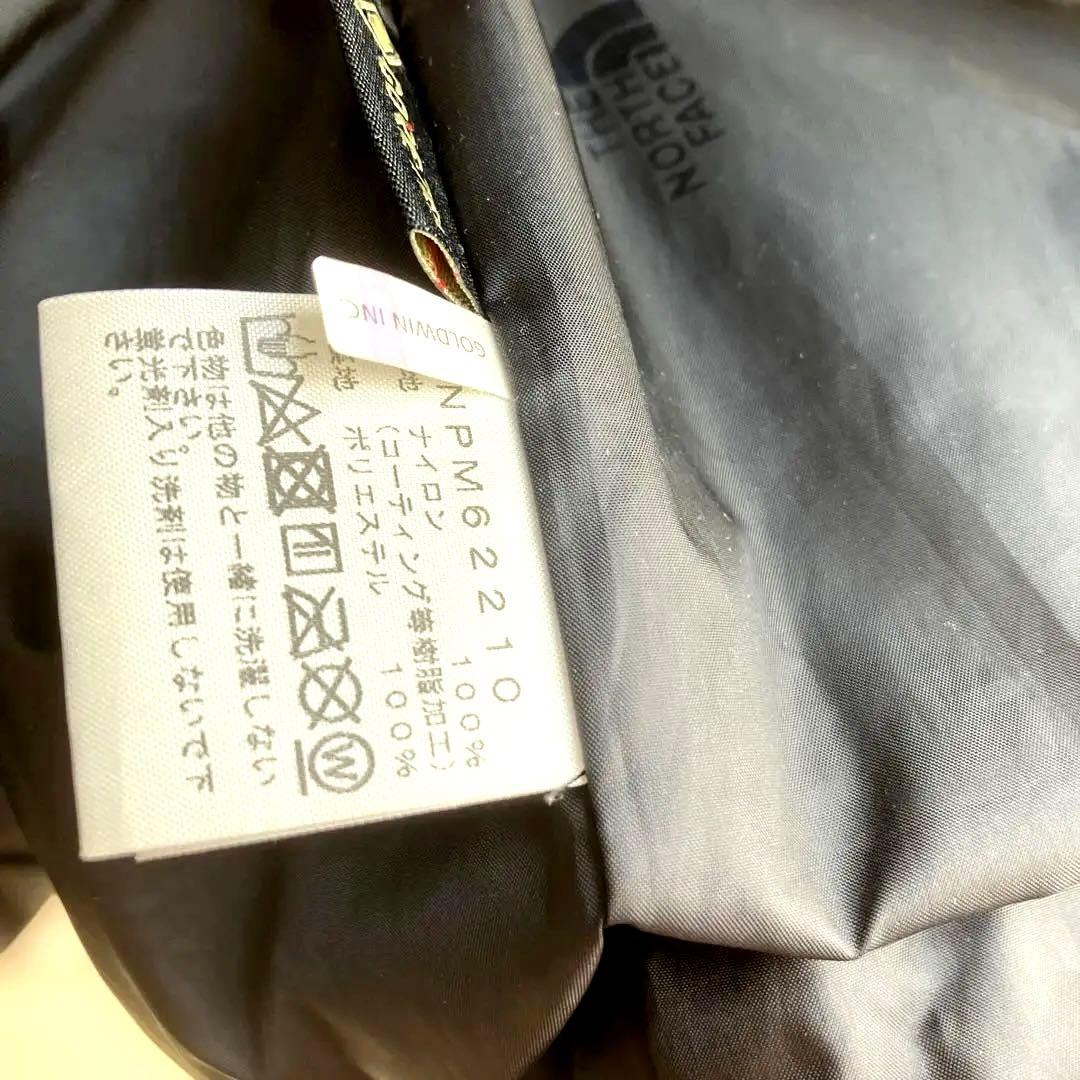 THE
NORTH
FACE
GOLDWIN INC
NPM62210
ナイロン 100%
(コーティング等樹脂加工)
ポリエステル 100%
W
色物は他の物と一緒に洗濯しない
で下さい。
蛍光剤入り洗剤は使用しないで下
さい。